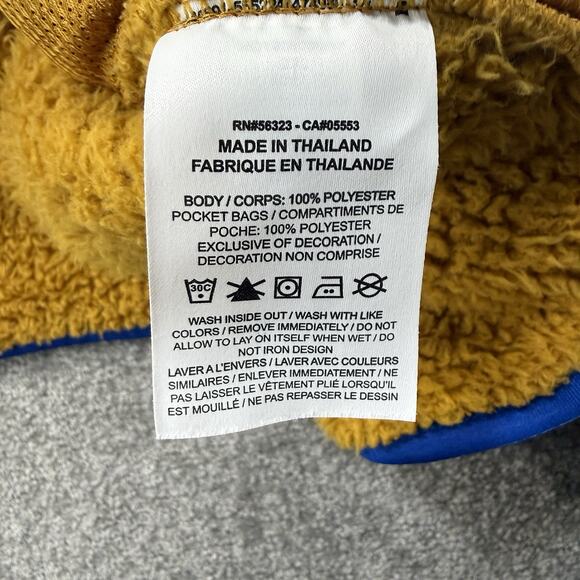 RN#56323 - CA#05553
MADE IN THAILAND
FABRIQUE EN THAILANDE
BODY / CORPS: 100% POLYESTER
POCKET BAGS / COMPARTIMENTS DE
POCHE: 100% POLYESTER
EXCLUSIVE OF DECORATION /
DECORATION NON COMPRISE
30C
WASH INSIDE OUT / WASH WITH LIKE
COLORS / REMOVE IMMEDIATELY / DO NOT
ALLOW TO LAY ON ITSELF WHEN WET / DO
NOT IRON DESIGN
LAVER A L'ENVERS / LAVER AVEC COULEURS
SIMILAIRES / ENLEVER IMMEDIATEMENT / NE
PAS LAISSER LE VÊTEMENT PLIÉ LORSQU'IL
EST MOUILLÉ / NE PAS REPASSER LE DESSIN